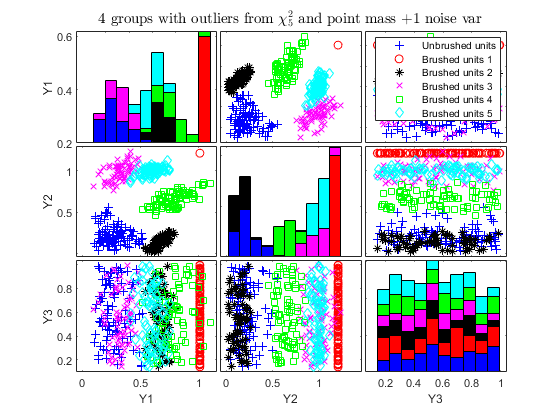 4 groups with outliers from χ²₅ and point mass +1 noise var
Y1
0.6
0.4
0.2
Unbrushed units
Brushed units 1
Brushed units 2
Brushed units 3
Brushed units 4
Brushed units 5
Y2
1
0.5
Y3
0.8
0.6
0.4
0.2
0 0.5 1
0 0.5 1
0.2 0.4 0.6 0.8 1
Y1 Y2 Y3